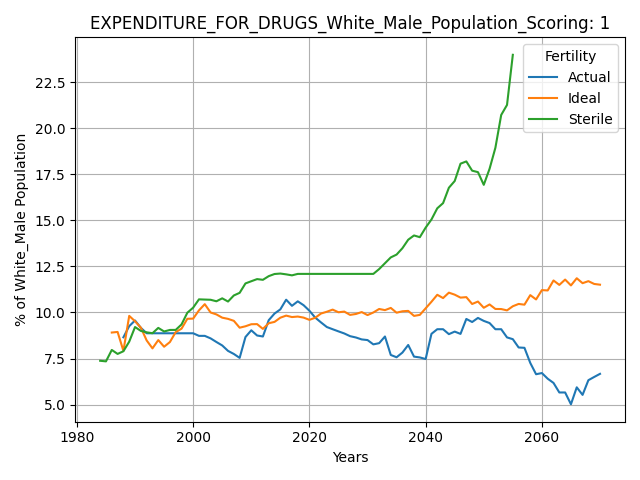 EXPENDITURE_FOR_DRUGS_White_Male_Population_Scoring: 1
Fertility
Actual
Ideal
Sterile
% of White_Male Population
22.5
20.0
17.5
15.0
12.5
10.0
7.5
5.0
1980 2000 2020 2040 2060
Years